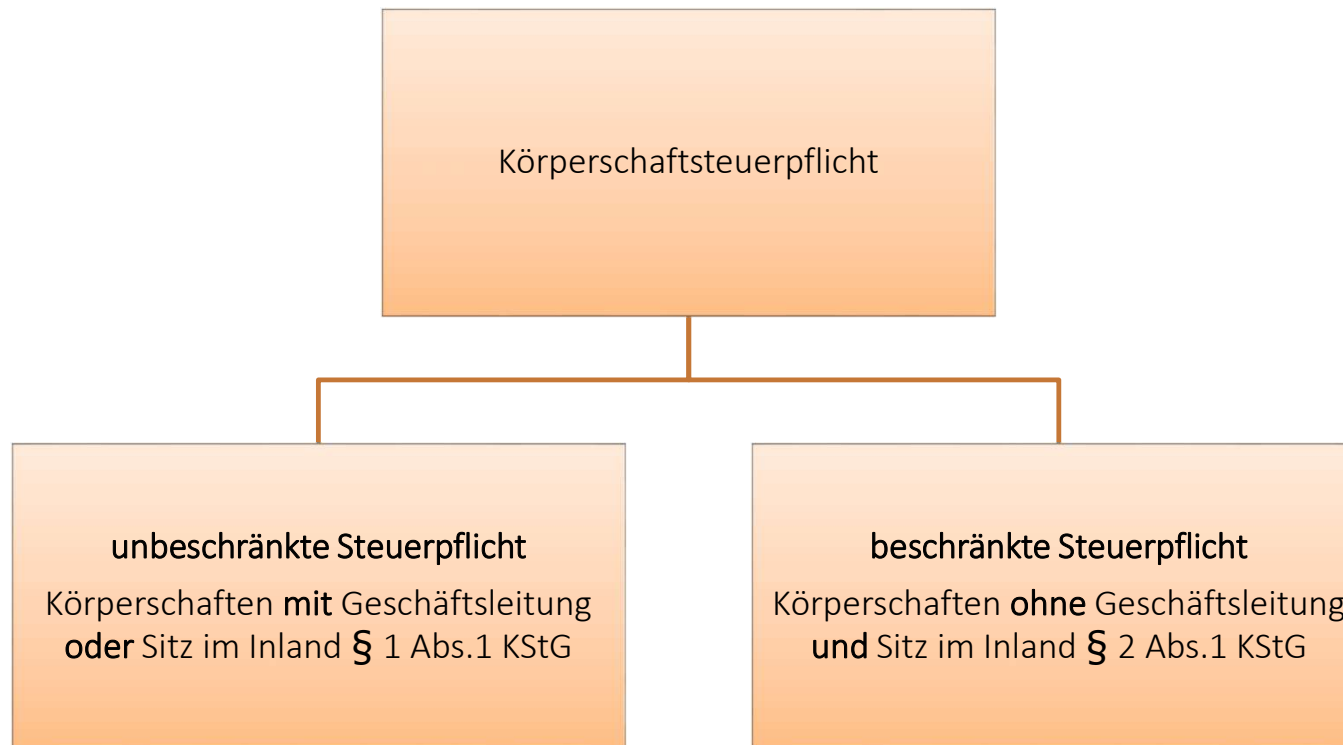 Körperschaftsteuerpflicht
unbeschränkte Steuerpflicht
Körperschaften mit Geschäftsleitung
oder Sitz im Inland § 1 Abs.1 KStG
beschränkte Steuerpflicht
Körperschaften ohne Geschäftsleitung
und Sitz im Inland § 2 Abs.1 KStG